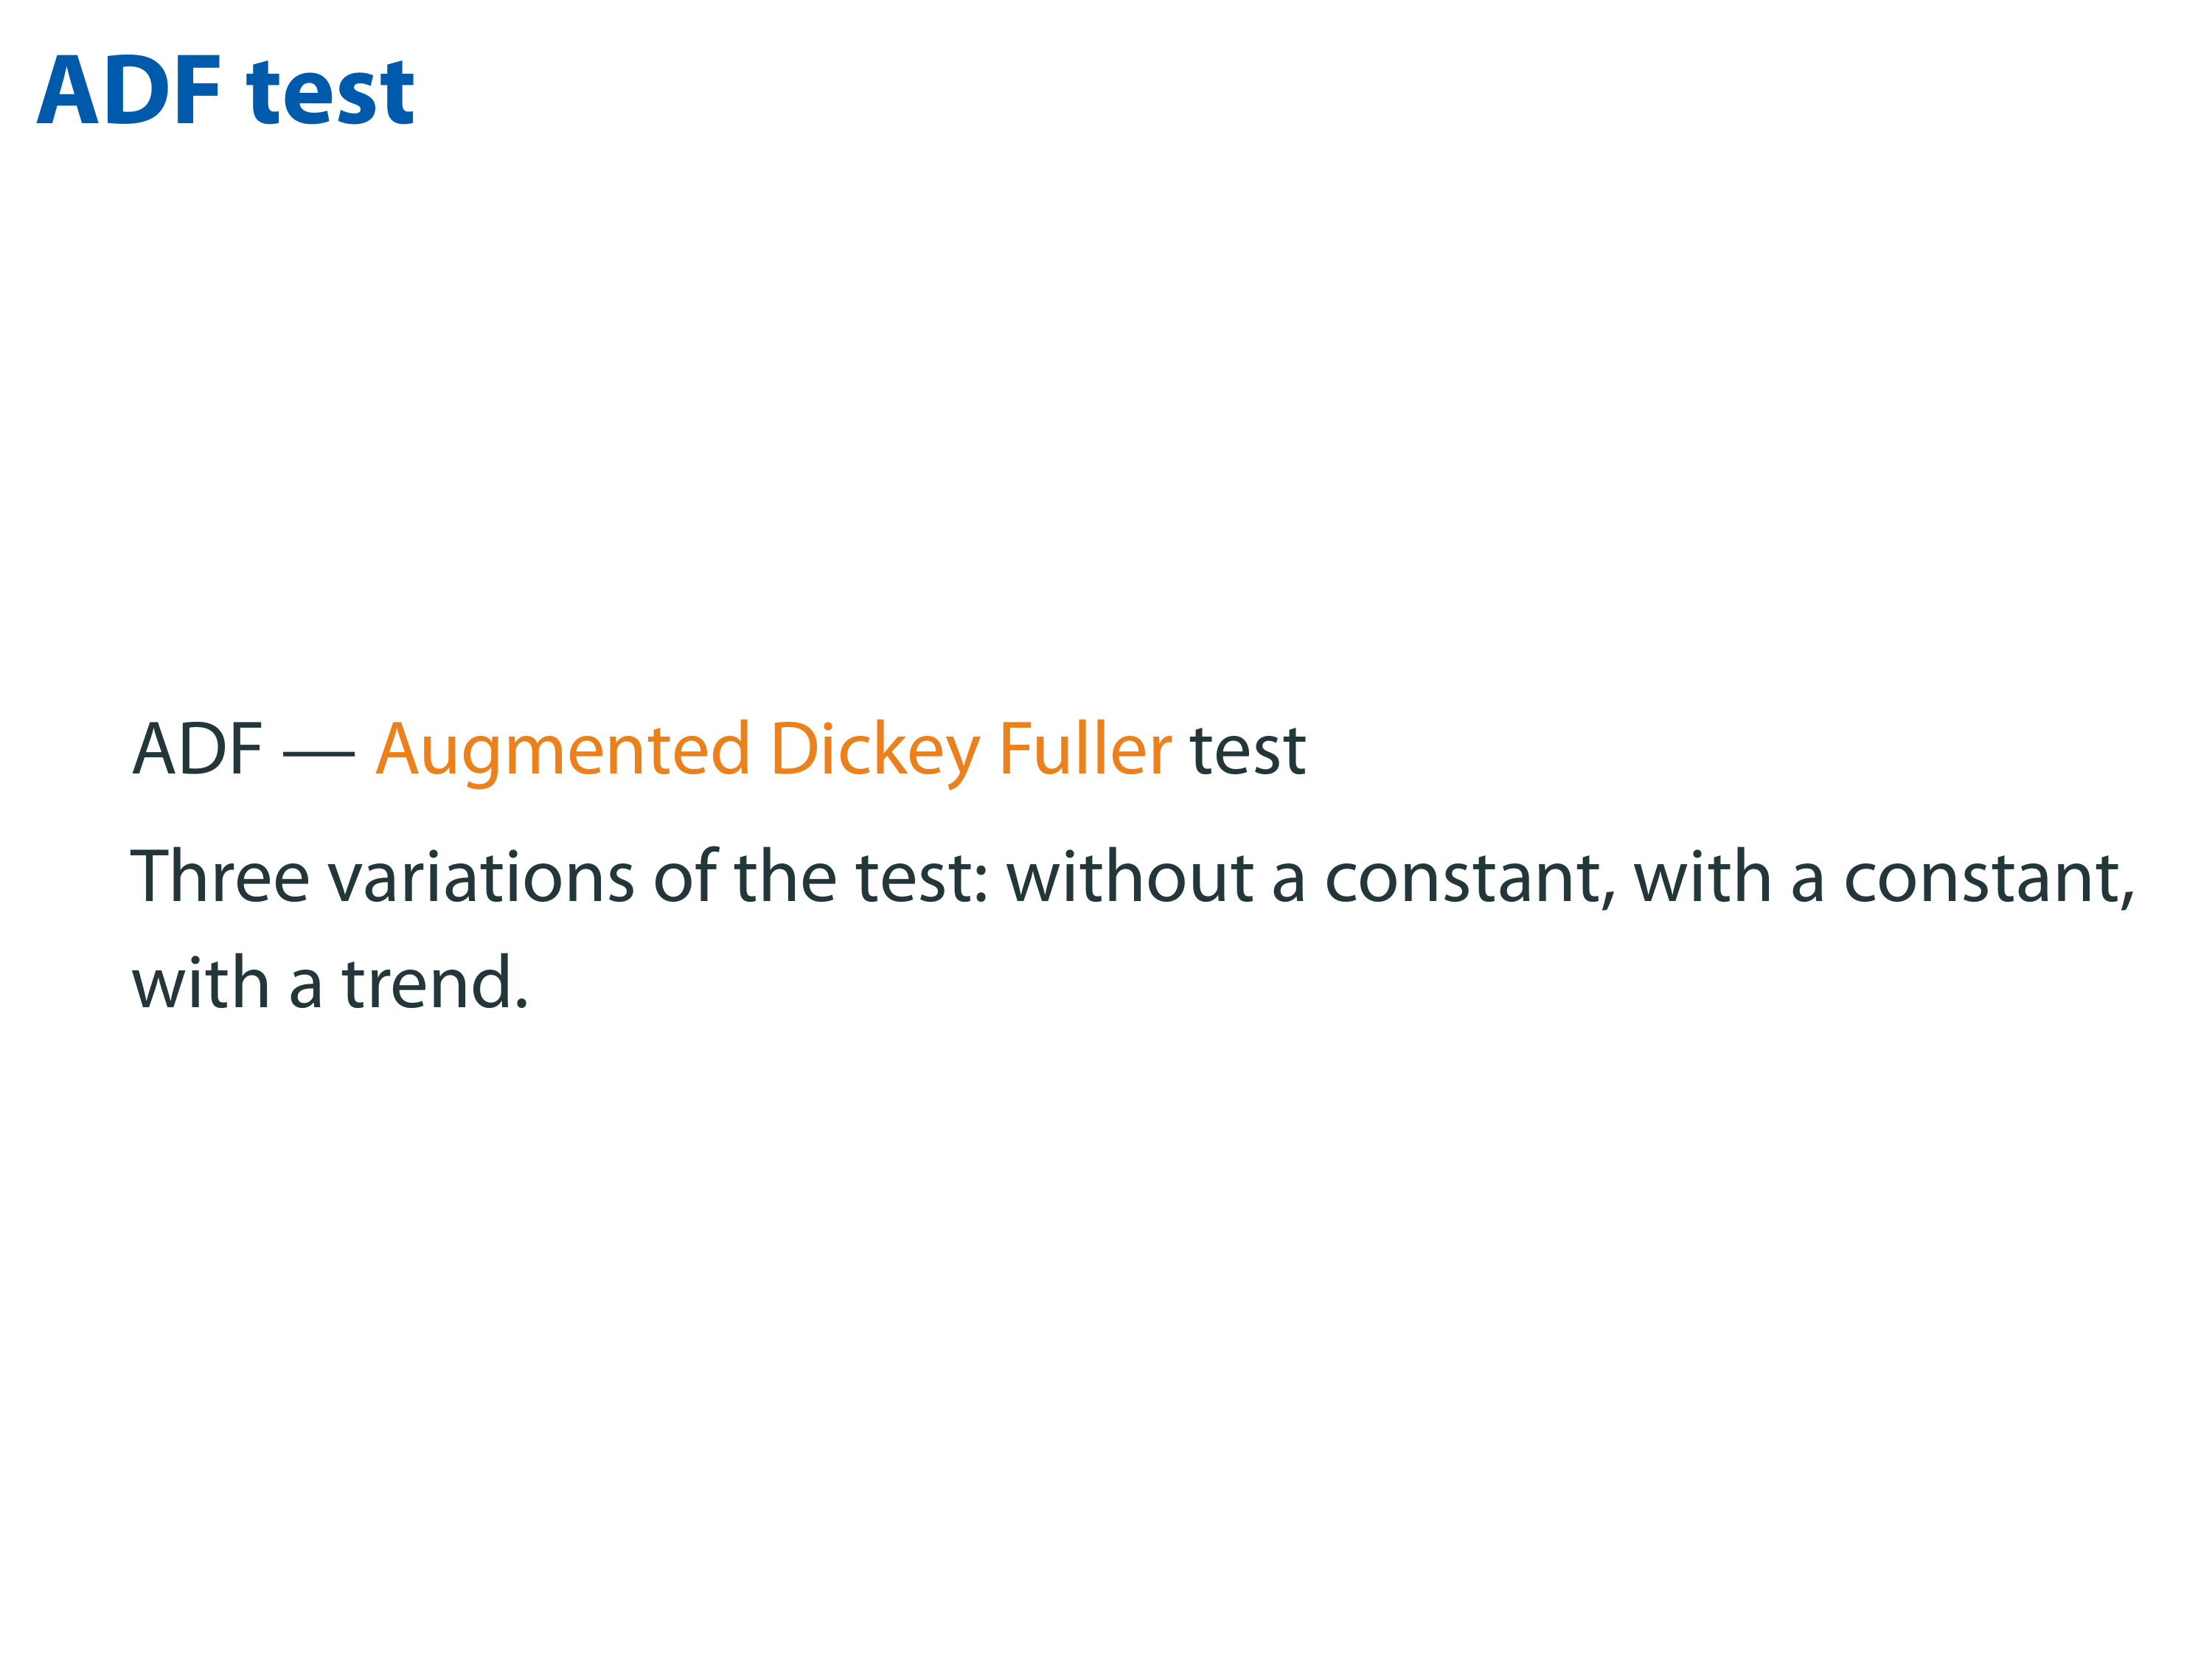 ADF test
ADF — Augmented Dickey Fuller test
Three variations of the test: without a constant, with a constant,
with a trend.